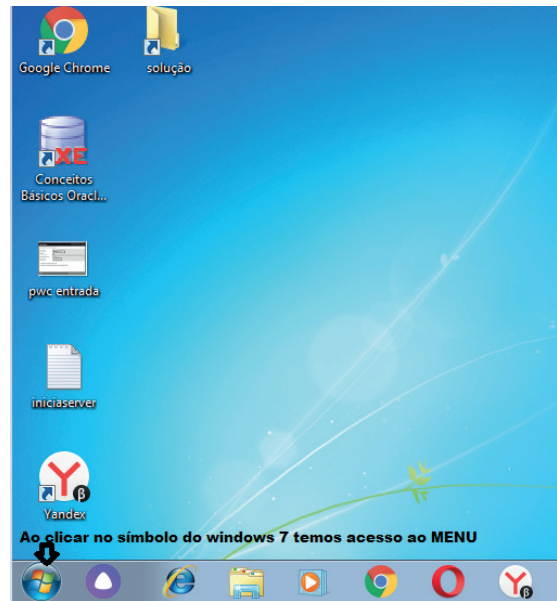 Google Chrome
solução
XE
Conceitos
Básicos Oracl...
pwc entrada
iniciaserver
Yandex
Ao clicar no símbolo do windows 7 temos acesso ao MENU